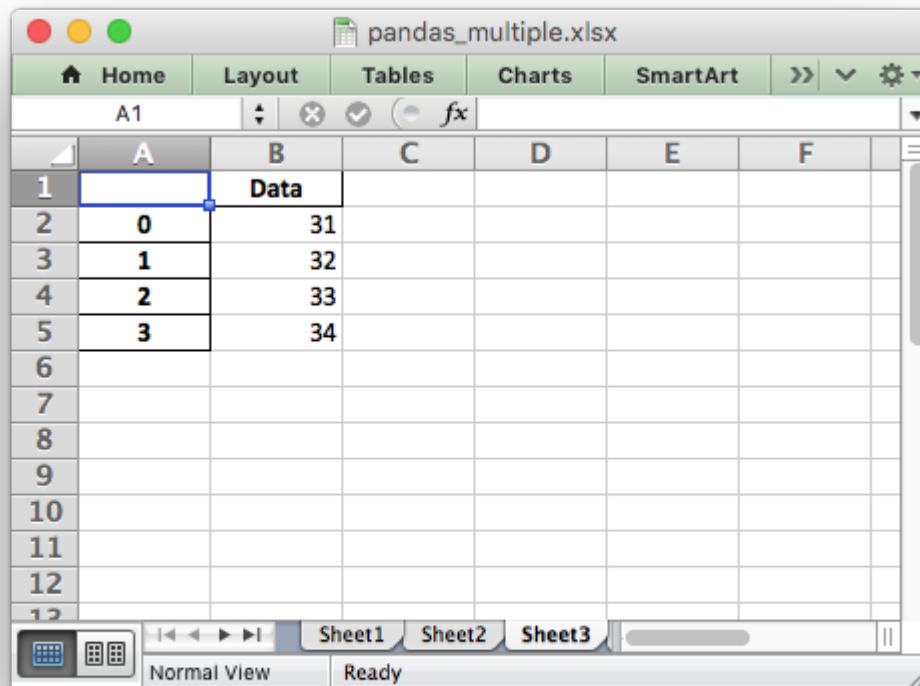 pandas_multiple.xlsx
Home Layout Tables Charts SmartArt
A1 fx
A B C D E F
1 Data
2 0 31
3 1 32
4 2 33
5 3 34
6
7
8
9
10
11
12
13
Sheet1 Sheet2 Sheet3
Normal View Ready